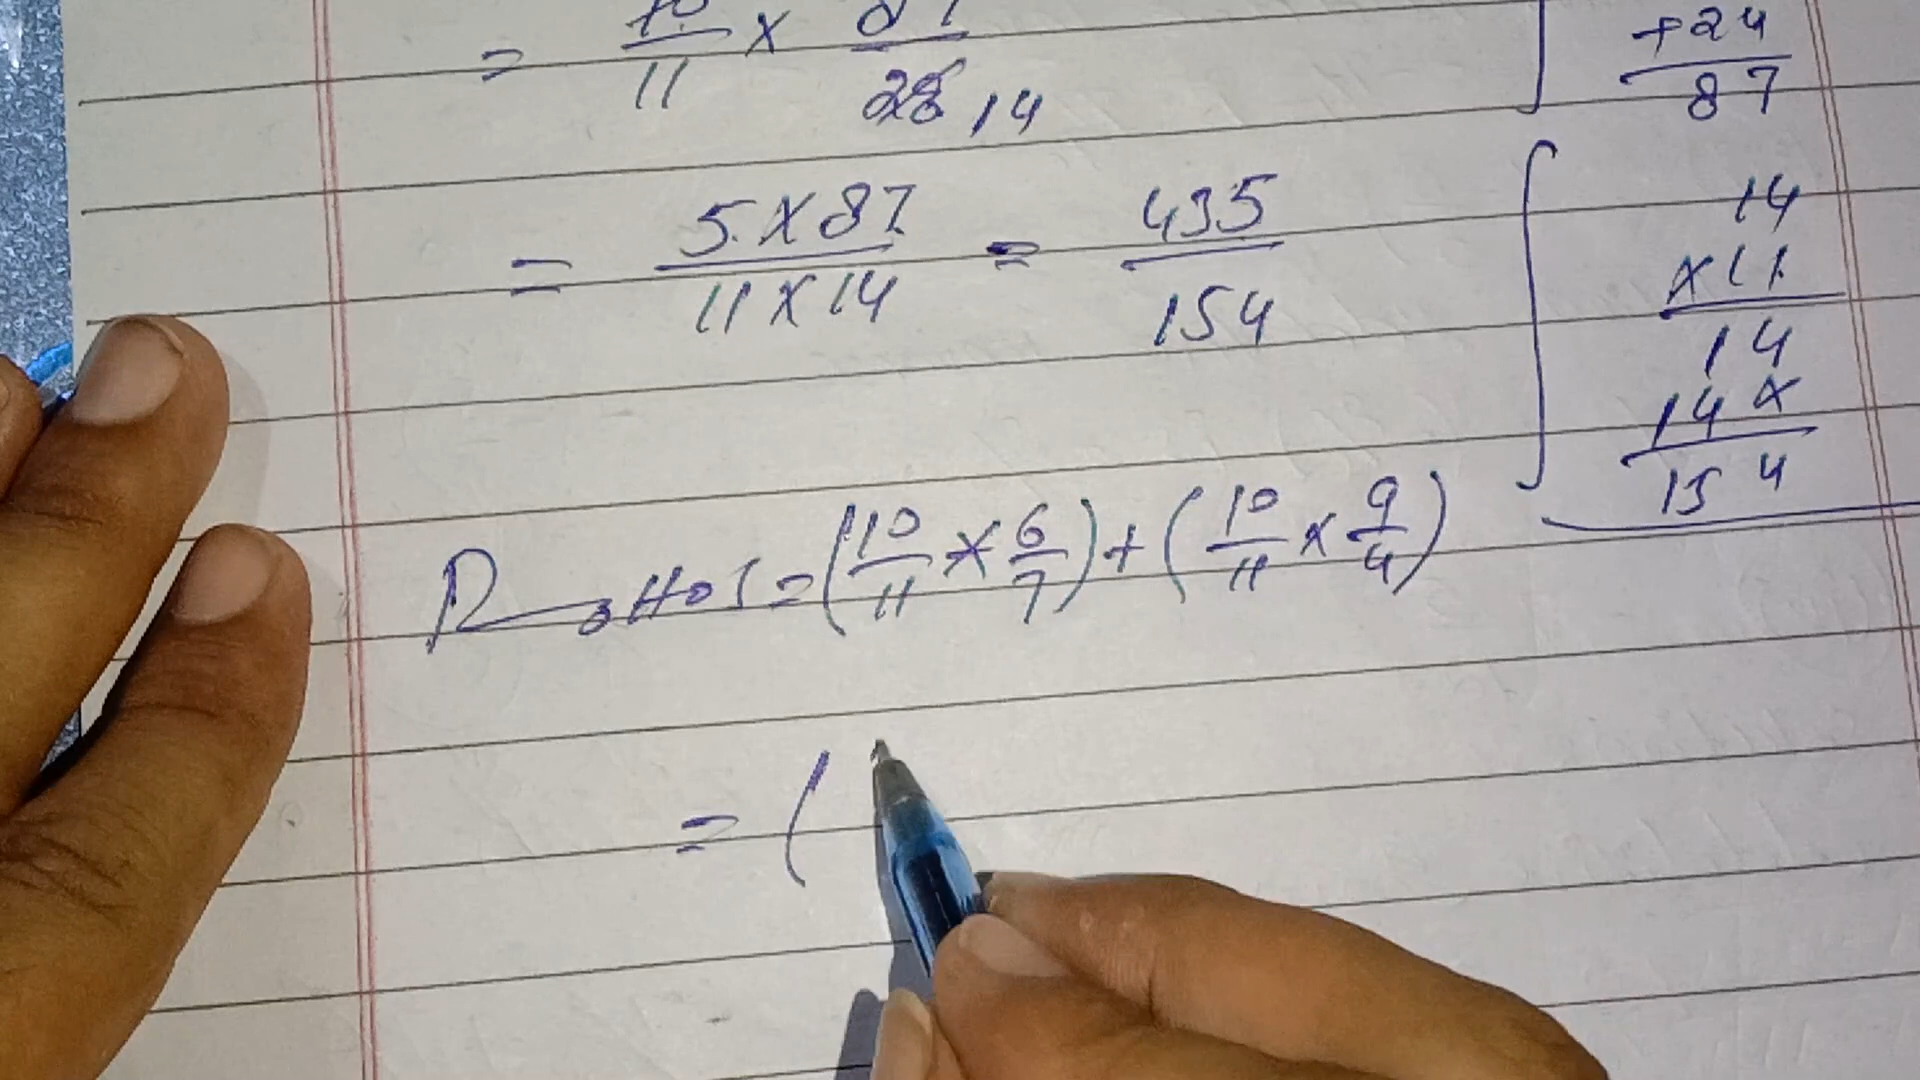 = 10/11 × 87/28 14
= 5 × 87 / 11 × 14 = 435/154
R H S = (10/11 × 6/7) + (10/11 × 9/4)
= (
+24
87
14
×11
14
14×
154